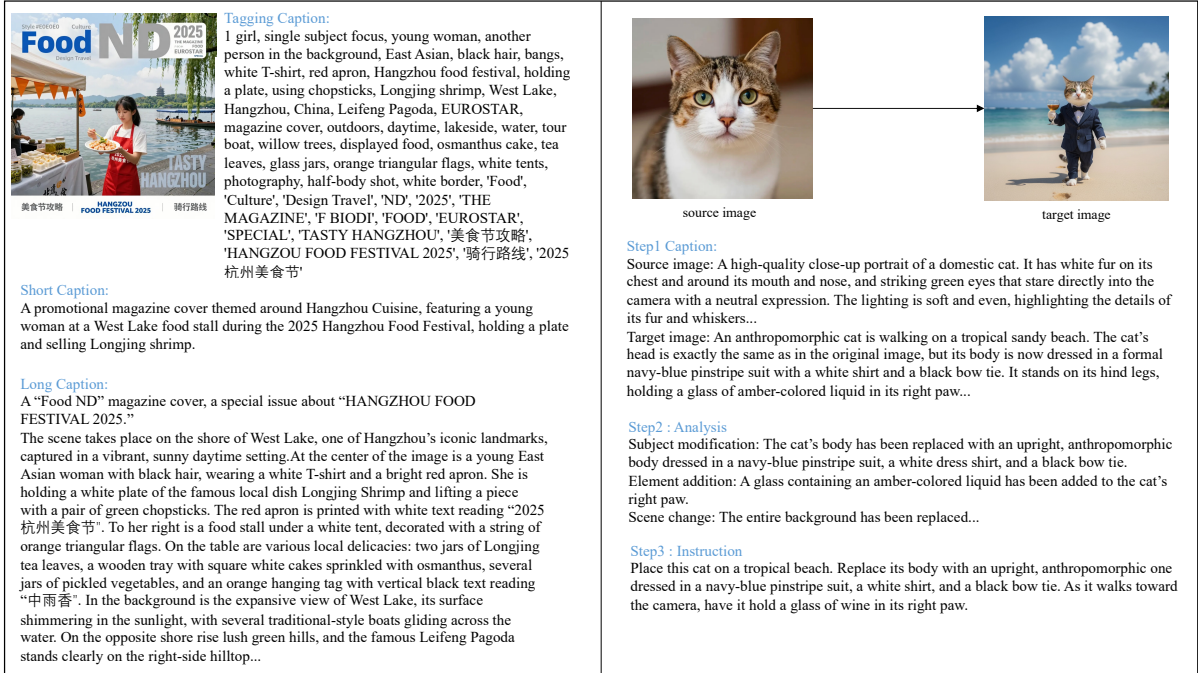 Style #EGEGEO Culture
Food ND 2025
Design Travel
THE MAGAZINE
FOOD
EUROSTAR
TASTY
HANGZHOU
美食节攻略
HANGZOU
FOOD FESTIVAL 2025
骑行路线
Tagging Caption:
1 girl, single subject focus, young woman, another
person in the background, East Asian, black hair, bangs,
white T-shirt, red apron, Hangzhou food festival, holding
a plate, using chopsticks, Longjing shrimp, West Lake,
Hangzhou, China, Leifeng Pagoda, EUROSTAR,
magazine cover, outdoors, daytime, lakeside, water, tour
boat, willow trees, displayed food, osmanthus cake, tea
leaves, glass jars, orange triangular flags, white tents,
photography, half-body shot, white border, 'Food',
'Culture', 'Design Travel', 'ND', '2025', 'THE
MAGAZINE', 'F BIODI', 'FOOD', 'EUROSTAR',
'SPECIAL', 'TASTY HANGZHOU', '美食节攻略',
'HANGZOU FOOD FESTIVAL 2025', '骑行路线', '2025
杭州美食节'
Short Caption:
A promotional magazine cover themed around Hangzhou Cuisine, featuring a young
woman at a West Lake food stall during the 2025 Hangzhou Food Festival, holding a plate
and selling Longjing shrimp.
Long Caption:
A “Food ND” magazine cover, a special issue about “HANGZHOU FOOD
FESTIVAL 2025.”
The scene takes place on the shore of West Lake, one of Hangzhou’s iconic landmarks,
captured in a vibrant, sunny daytime setting.At the center of the image is a young East
Asian woman with black hair, wearing a white T-shirt and a bright red apron. She is
holding a white plate of the famous local dish Longjing Shrimp and lifting a piece
with a pair of green chopsticks. The red apron is printed with white text reading “2025
杭州美食节”. To her right is a food stall under a white tent, decorated with a string of
orange triangular flags. On the table are various local delicacies: two jars of Longjing
tea leaves, a wooden tray with square white cakes sprinkled with osmanthus, several
jars of pickled vegetables, and an orange hanging tag with vertical black text reading
“中雨香”. In the background is the expansive view of West Lake, its surface
shimmering in the sunlight, with several traditional-style boats gliding across the
water. On the opposite shore rise lush green hills, and the famous Leifeng Pagoda
stands clearly on the right-side hilltop...
source image
target image
Step1 Caption:
Source image: A high-quality close-up portrait of a domestic cat. It has white fur on its
chest and around its mouth and nose, and striking green eyes that stare directly into the
camera with a neutral expression. The lighting is soft and even, highlighting the details of
its fur and whiskers...
Target image: An anthropomorphic cat is walking on a tropical sandy beach. The cat’s
head is exactly the same as in the original image, but its body is now dressed in a formal
navy-blue pinstripe suit with a white shirt and a black bow tie. It stands on its hind legs,
holding a glass of amber-colored liquid in its right paw...
Step2 : Analysis
Subject modification: The cat’s body has been replaced with an upright, anthropomorphic
body dressed in a navy-blue pinstripe suit, a white dress shirt, and a black bow tie.
Element addition: A glass containing an amber-colored liquid has been added to the cat’s
right paw.
Scene change: The entire background has been replaced...
Step3 : Instruction
Place this cat on a tropical beach. Replace its body with an upright, anthropomorphic one
dressed in a navy-blue pinstripe suit, a white shirt, and a black bow tie. As it walks toward
the camera, have it hold a glass of wine in its right paw.